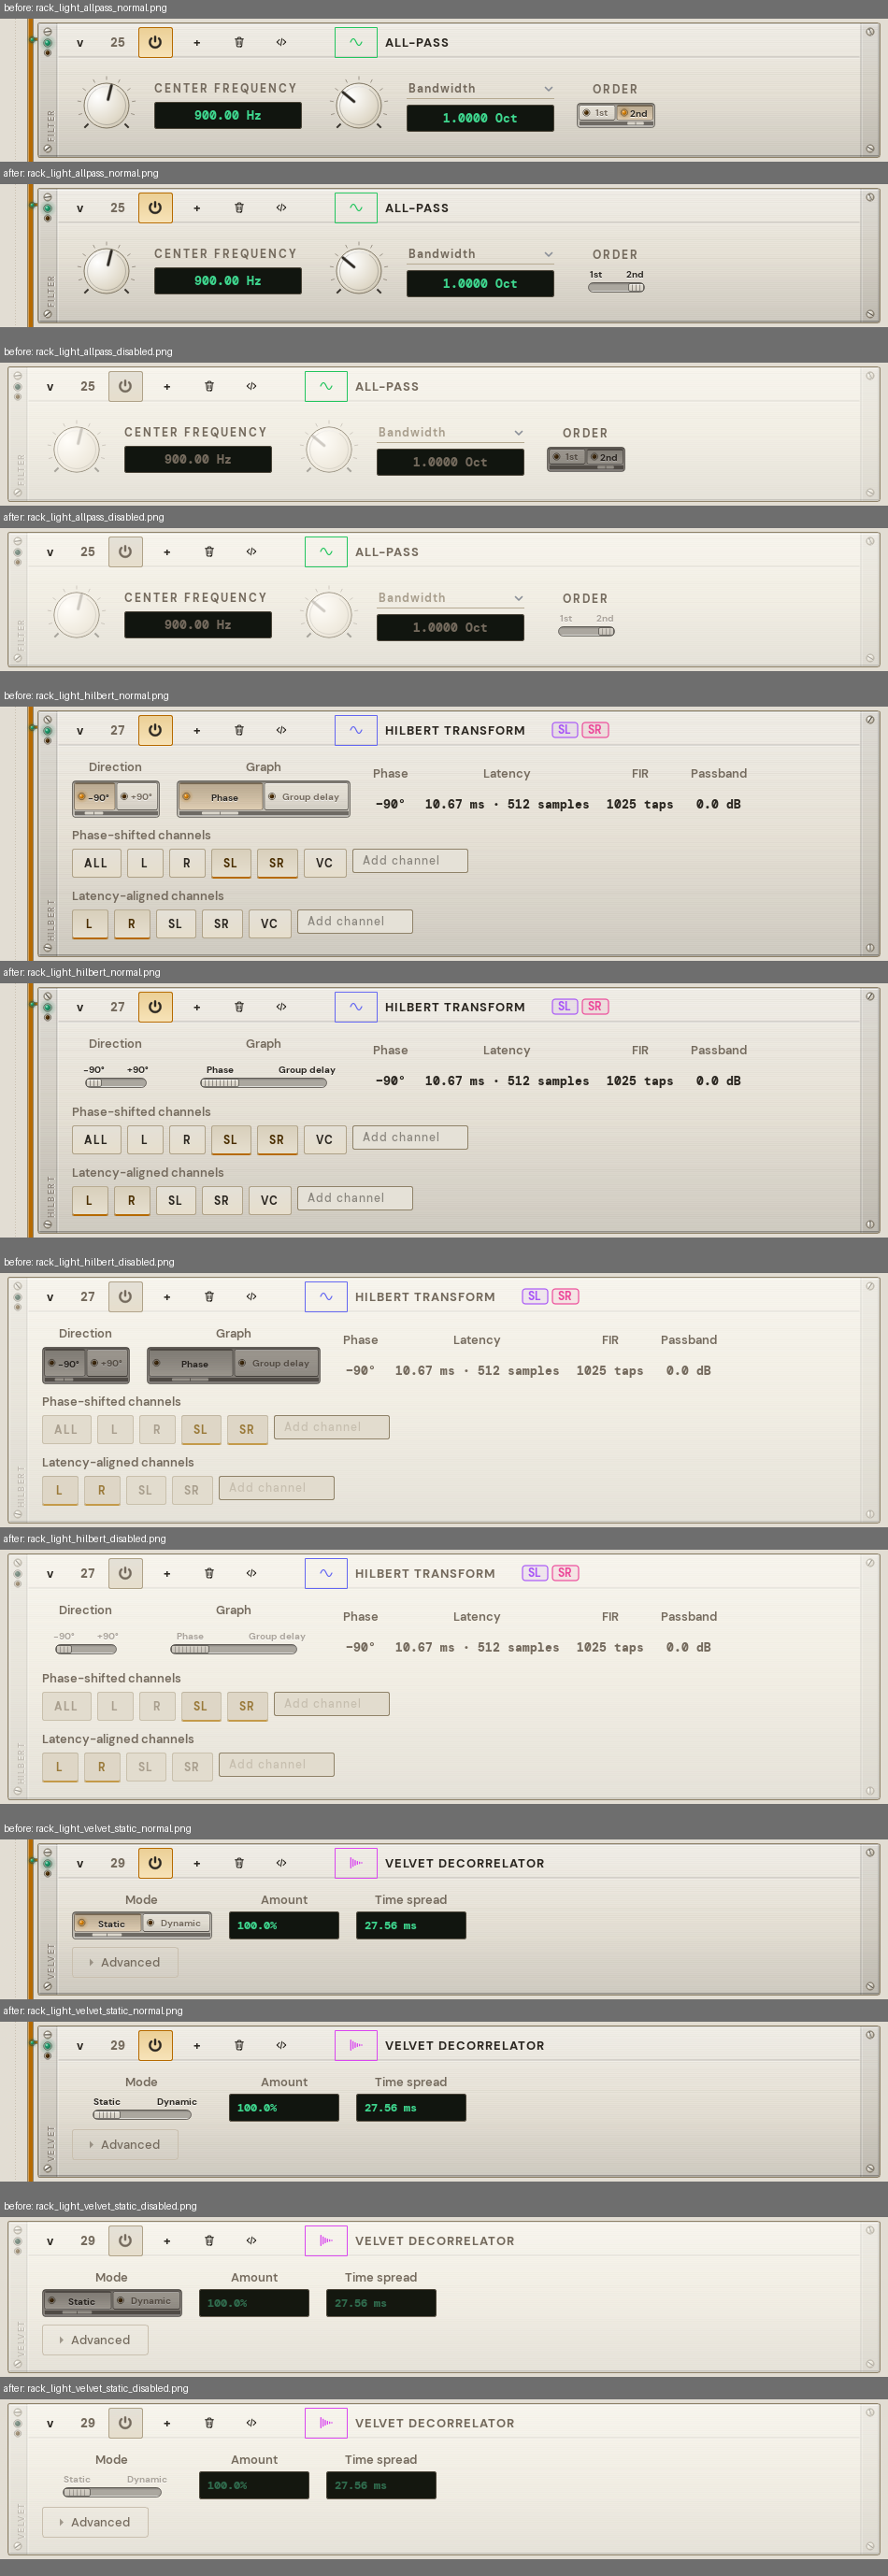 before: rack_light_allpass_normal.png
v 25 + </> ALL-PASS
CENTER FREQUENCY Bandwidth ORDER
900.00 Hz 1.0000 Oct 1st 2nd
FILTER
after: rack_light_allpass_normal.png
v 25 + </> ALL-PASS
CENTER FREQUENCY Bandwidth ORDER
900.00 Hz 1.0000 Oct 1st 2nd
FILTER
before: rack_light_allpass_disabled.png
v 25 + </> ALL-PASS
CENTER FREQUENCY Bandwidth ORDER
900.00 Hz 1.0000 Oct 1st 2nd
FILTER
after: rack_light_allpass_disabled.png
v 25 + </> ALL-PASS
CENTER FREQUENCY Bandwidth ORDER
900.00 Hz 1.0000 Oct 1st 2nd
FILTER
before: rack_light_hilbert_normal.png
v 27 + </> HILBERT TRANSFORM SL SR
Direction Graph Phase Latency FIR Passband
-90° +90° Phase Group delay -90° 10.67 ms · 512 samples 1025 taps 0.0 dB
Phase-shifted channels
ALL L R SL SR VC Add channel
Latency-aligned channels
L R SL SR VC Add channel
HILBERT
after: rack_light_hilbert_normal.png
v 27 + </> HILBERT TRANSFORM SL SR
Direction Graph Phase Latency FIR Passband
-90° +90° Phase Group delay -90° 10.67 ms · 512 samples 1025 taps 0.0 dB
Phase-shifted channels
ALL L R SL SR VC Add channel
Latency-aligned channels
L R SL SR VC Add channel
HILBERT
before: rack_light_hilbert_disabled.png
v 27 + </> HILBERT TRANSFORM SL SR
Direction Graph Phase Latency FIR Passband
-90° +90° Phase Group delay -90° 10.67 ms · 512 samples 1025 taps 0.0 dB
Phase-shifted channels
ALL L R SL SR Add channel
Latency-aligned channels
L R SL SR Add channel
HILBERT
after: rack_light_hilbert_disabled.png
v 27 + </> HILBERT TRANSFORM SL SR
Direction Graph Phase Latency FIR Passband
-90° +90° Phase Group delay -90° 10.67 ms · 512 samples 1025 taps 0.0 dB
Phase-shifted channels
ALL L R SL SR Add channel
Latency-aligned channels
L R SL SR Add channel
HILBERT
before: rack_light_velvet_static_normal.png
v 29 + </> VELVET DECORRELATOR
Mode Amount Time spread
Static Dynamic 100.0% 27.56 ms
Advanced
VELVET
after: rack_light_velvet_static_normal.png
v 29 + </> VELVET DECORRELATOR
Mode Amount Time spread
Static Dynamic 100.0% 27.56 ms
Advanced
VELVET
before: rack_light_velvet_static_disabled.png
v 29 + </> VELVET DECORRELATOR
Mode Amount Time spread
Static Dynamic 100.0% 27.56 ms
Advanced
VELVET
after: rack_light_velvet_static_disabled.png
v 29 + </> VELVET DECORRELATOR
Mode Amount Time spread
Static Dynamic 100.0% 27.56 ms
Advanced
VELVET